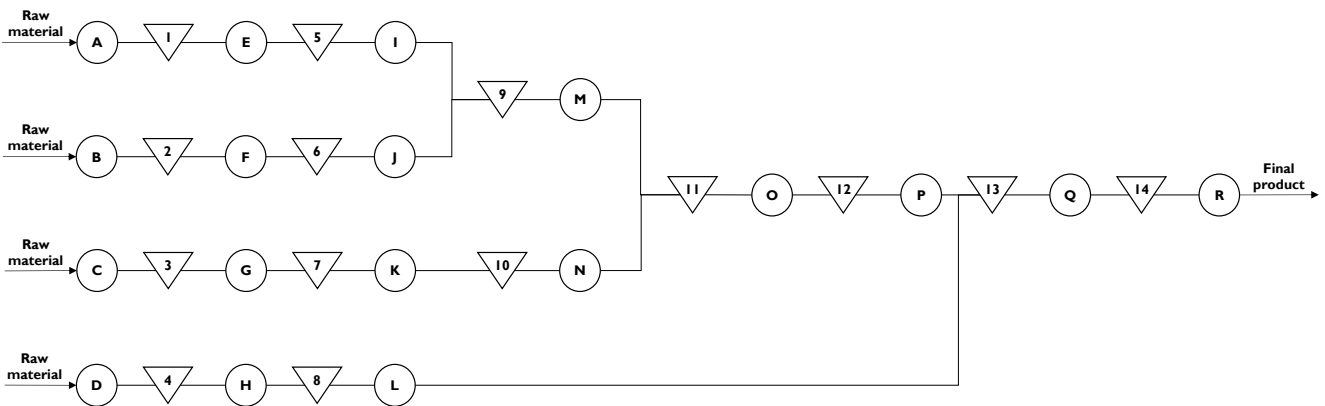 Raw
material
A
1
E
5
I
9
M
Raw
material
B
2
F
6
J
11
O
12
P
13
Q
14
R
Final
product
Raw
material
C
3
G
7
K
10
N
Raw
material
D
4
H
8
L